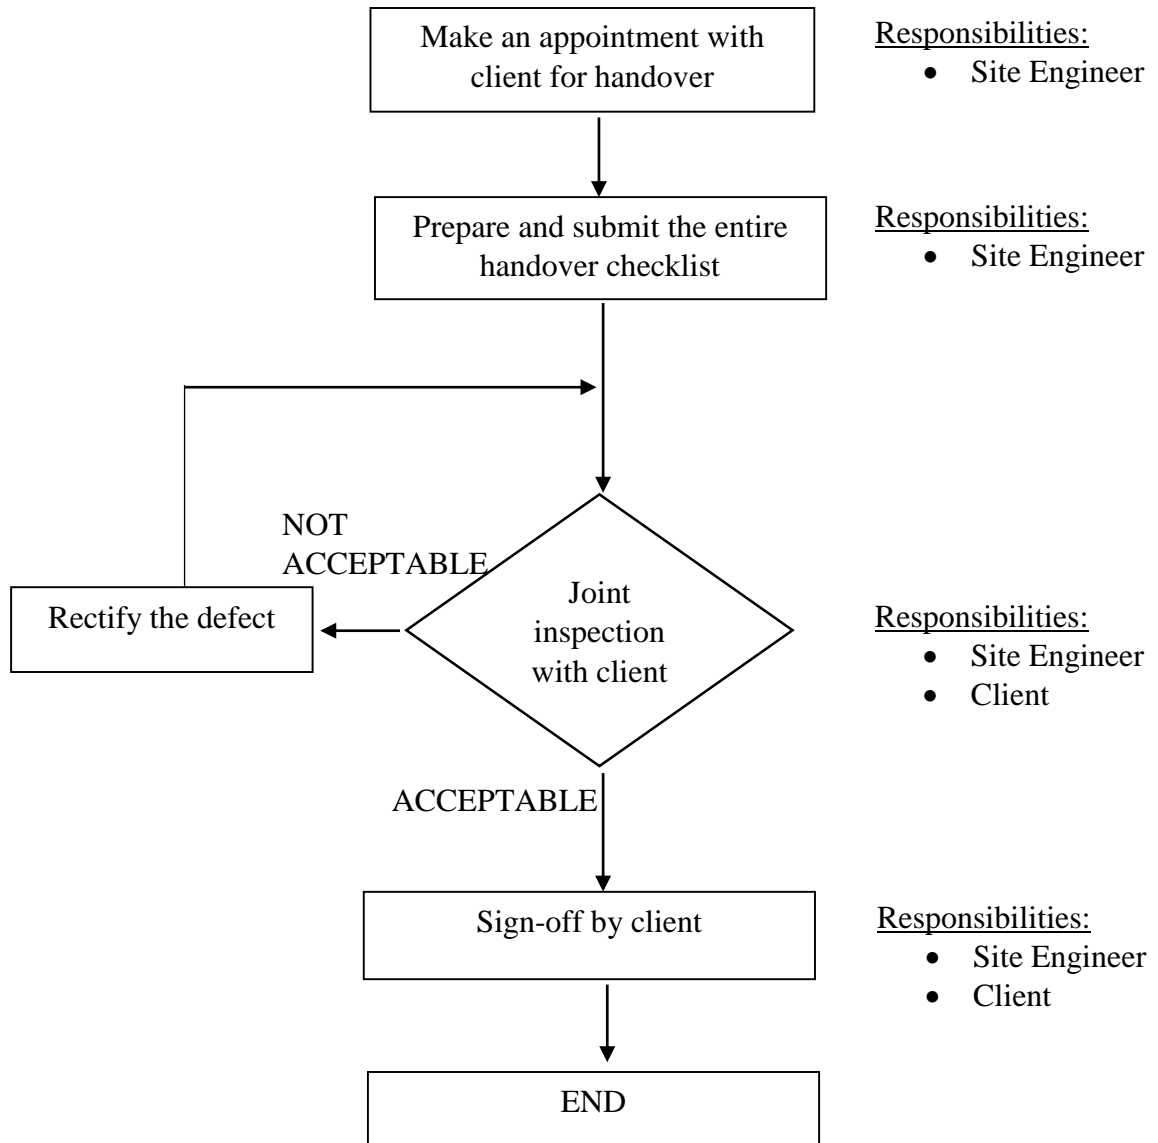 Make an appointment with
client for handover
Responsibilities:
• Site Engineer
Prepare and submit the entire
handover checklist
Responsibilities:
• Site Engineer
NOT
ACCEPTABLE
Rectify the defect
Joint
inspection
with client
Responsibilities:
• Site Engineer
• Client
ACCEPTABLE
Sign-off by client
Responsibilities:
• Site Engineer
• Client
END